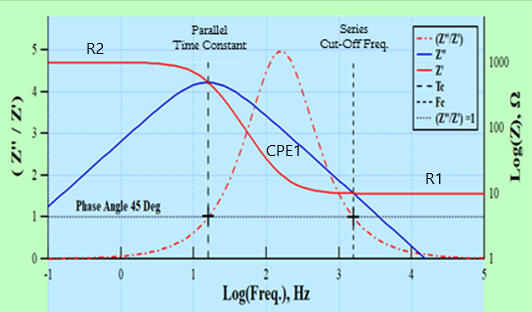 Parallel
Time Constant
Series
Cut-Off Freq.
R2
CPE1
R1
Phase Angle 45 Deg
(Z''/Z')
Z''
Z'
Tc
Fc
(Z''/Z') =1
( Z'' / Z')
5
4
3
2
1
0
Log(Z), Ω
1000
100
10
1
-1
0
1
2
3
4
5
Log(Freq.), Hz